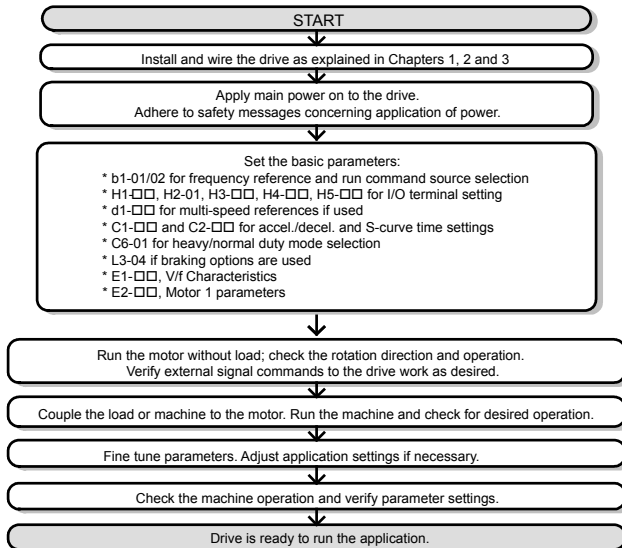 START
Install and wire the drive as explained in Chapters 1, 2 and 3
Apply main power on to the drive.
Adhere to safety messages concerning application of power.
Set the basic parameters:
* b1-01/02 for frequency reference and run command source selection
* H1-□□, H2-01, H3-□□, H4-□□, H5-□□ for I/O terminal setting
* d1-□□ for multi-speed references if used
* C1-□□ and C2-□□ for accel./decel. and S-curve time settings
* C6-01 for heavy/normal duty mode selection
* L3-04 if braking options are used
* E1-□□, V/f Characteristics
* E2-□□, Motor 1 parameters
Run the motor without load; check the rotation direction and operation.
Verify external signal commands to the drive work as desired.
Couple the load or machine to the motor. Run the machine and check for desired operation.
Fine tune parameters. Adjust application settings if necessary.
Check the machine operation and verify parameter settings.
Drive is ready to run the application.